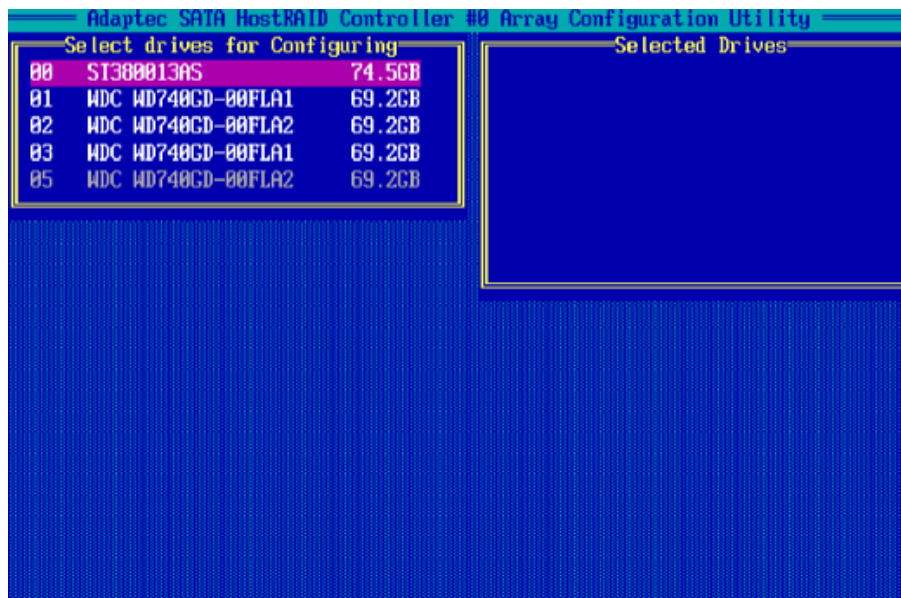 Adaptec SATA HostRAID Controller #0 Array Configuration Utility
Select drives for Configuring
00 ST380013AS 74.5GB
01 WDC WD740GD-00FLA1 69.2GB
02 WDC WD740GD-00FLA2 69.2GB
03 WDC WD740GD-00FLA1 69.2GB
05 WDC WD740GD-00FLA2 69.2GB
Selected Drives